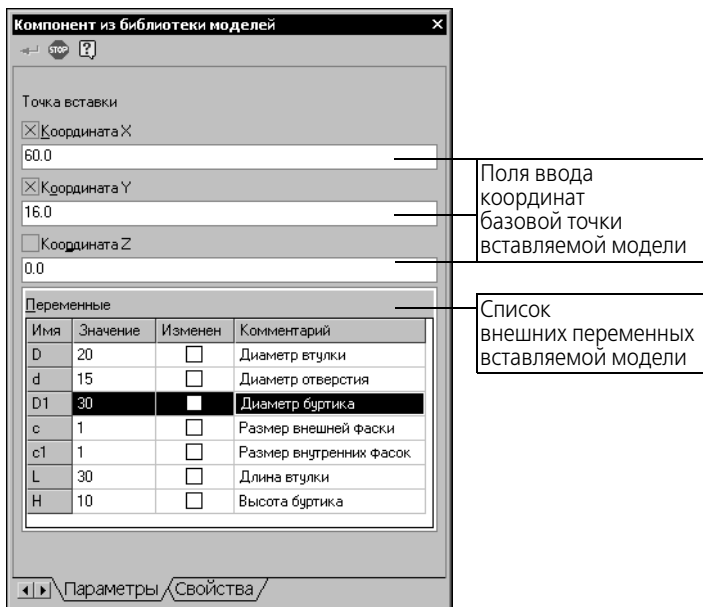 Компонент из библиотеки моделей
STOP
Точка вставки
Координата X
60.0
Координата Y
16.0
Координата Z
0.0
Поля ввода
координат
базовой точки
вставляемой модели
Переменные
Список
внешних переменных
вставляемой модели
Имя Значение Изменен Комментарий
D 20 Диаметр втулки
d 15 Диаметр отверстия
D1 30 Диаметр буртика
c 1 Размер внешней фаски
c1 1 Размер внутренних фасок
L 30 Длина втулки
H 10 Высота буртика
Параметры Свойства